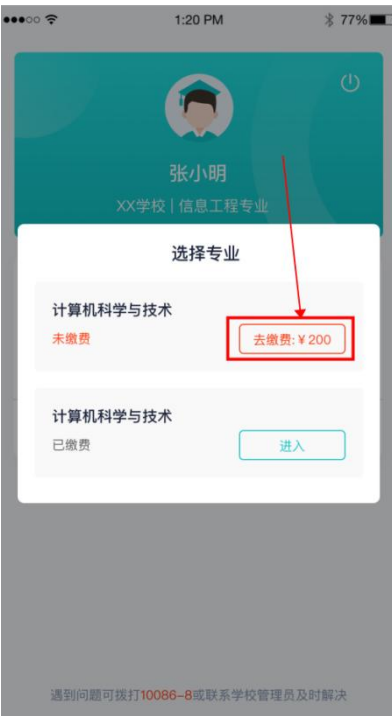 1:20 PM
77%
张小明
XX学校 | 信息工程专业
选择专业
计算机科学与技术
未缴费
去缴费:¥200
计算机科学与技术
已缴费
进入
遇到问题可拨打10086-8或联系学校管理员及时解决